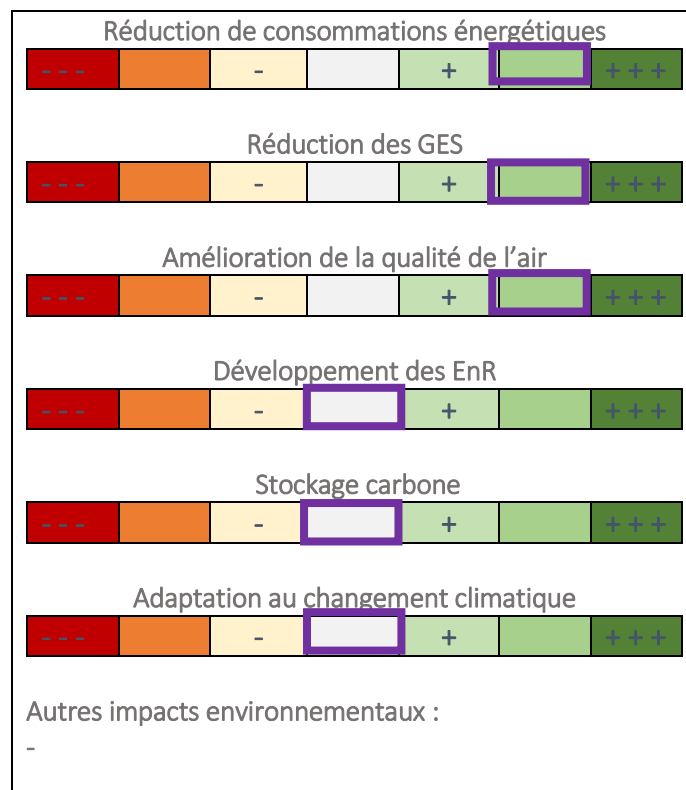 Réduction de consommations énergétiques
- - - - + + + +
Réduction des GES
- - - - + + + +
Amélioration de la qualité de l’air
- - - - + + + +
Développement des EnR
- - - - + + + +
Stockage carbone
- - - - + + + +
Adaptation au changement climatique
- - - - + + + +
Autres impacts environnementaux :
-